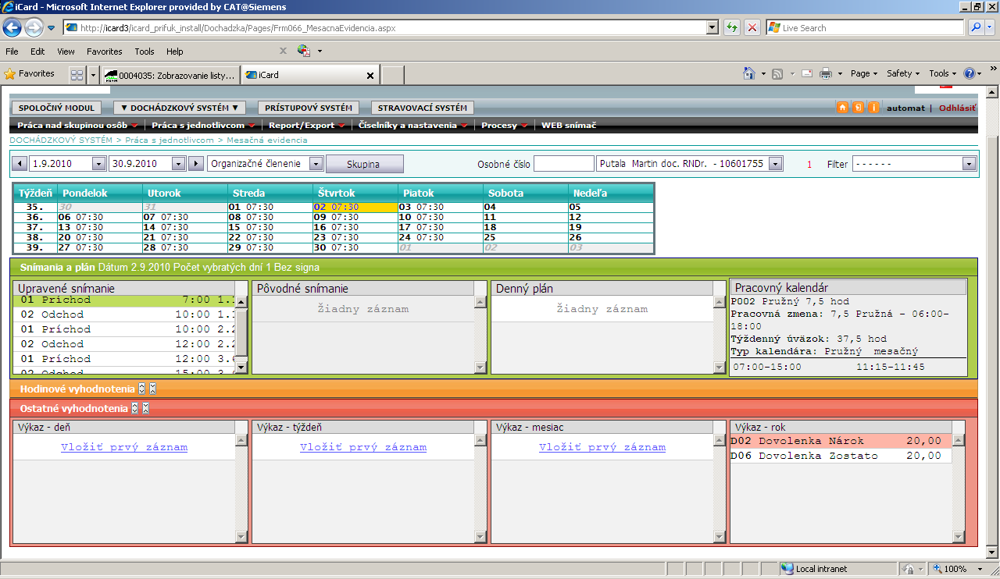 iCard - Microsoft Internet Explorer provided by CAT@Siemens
http://icard3/icard_prifuk_install/Dochadzka/Pages/Frm066_MesacnaEvidencia.aspx
Live Search
File Edit View Favorites Tools Help
Favorites
0004035: Zobrazovanie listy...
iCard
Page Safety Tools
SPOLOČNÝ MODUL ▼ DOCHÁDZKOVÝ SYSTÉM ▼ PRÍSTUPOVÝ SYSTÉM STRAVOVACÍ SYSTÉM
automat | Odhlásiť
Práca nad skupinou osôb | Práca s jednotlivcom | Report/Export | Číselníky a nastavenia | Procesy | WEB snímač
DOCHÁDZKOVÝ SYSTÉM > Práca s jednotlivcom > Mesačná evidencia
1.9.2010 30.9.2010 Organizačné členenie Skupina Osobné číslo Putala Martin doc. RNDr. - 10601755 1 Filter - - - - - -
Týždeň Pondelok Utorok Streda Štvrtok Piatok Sobota Nedeľa
35. 30 31 01 07:30 02 07:30 03 07:30 04 05
36. 06 07:30 07 07:30 08 07:30 09 07:30 10 07:30 11 12
37. 13 07:30 14 07:30 15 07:30 16 07:30 17 07:30 18 19
38. 20 07:30 21 07:30 22 07:30 23 07:30 24 07:30 25 26
39. 27 07:30 28 07:30 29 07:30 30 07:30 01 02 03
Snímania a plán Dátum 2.9.2010 Počet vybratých dní 1 Bez signa
Upravené snímanie
01 Príchod 7:00
02 Odchod 10:00
01 Príchod 10:00
02 Odchod 12:00
01 Príchod 12:00
02 Odchod 15:00
Pôvodné snímanie
Žiadny záznam
Denný plán
Žiadny záznam
Pracovný kalendár
P002 Pružný 7,5 hod
Pracovná zmena: 7,5 Pružná - 06:00-
18:00
Týždenný úväzok: 37,5 hod
Typ kalendára: Pružný mesačný
07:00-15:00 11:15-11:45
Hodinové vyhodnotenia
Ostatné vyhodnotenia
Výkaz - deň
Vložiť prvý záznam
Výkaz - týždeň
Vložiť prvý záznam
Výkaz - mesiac
Vložiť prvý záznam
Výkaz - rok
D02 Dovolenka Nárok 20,00
D06 Dovolenka Zostato 20,00
Local intranet 100%